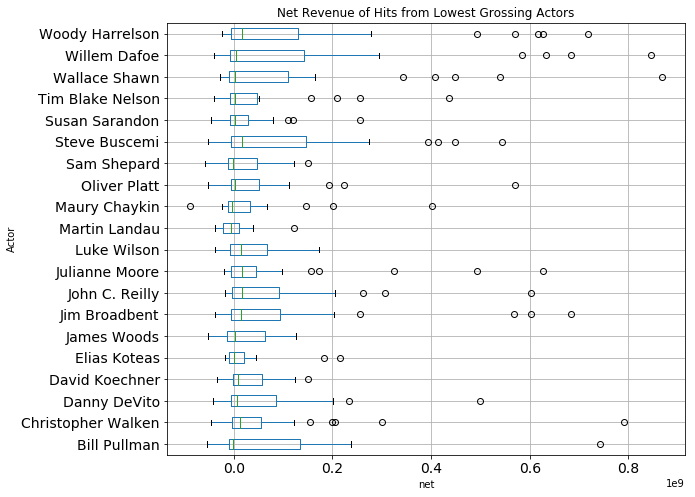 Net Revenue of Hits from Lowest Grossing Actors
Woody Harrelson
Willem Dafoe
Wallace Shawn
Tim Blake Nelson
Susan Sarandon
Steve Buscemi
Sam Shepard
Oliver Platt
Maury Chaykin
Martin Landau
Luke Wilson
Julianne Moore
John C. Reilly
Jim Broadbent
James Woods
Elias Koteas
David Koechner
Danny DeVito
Christopher Walken
Bill Pullman
Actor
0.0 0.2 0.4 0.6 0.8
net
1e9